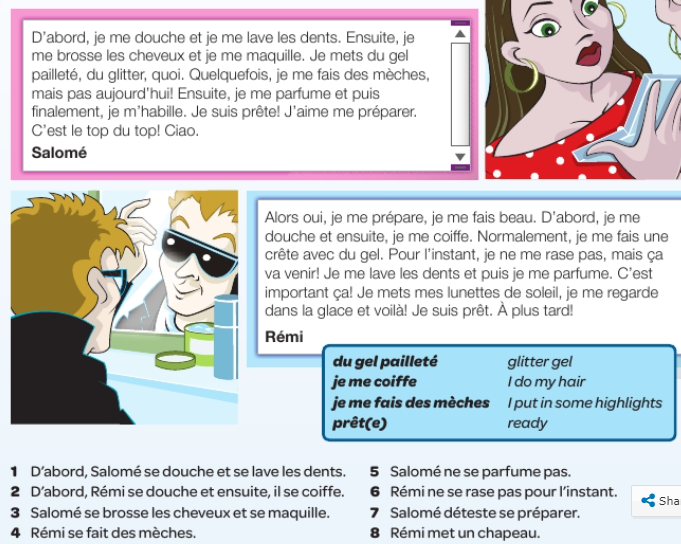 D'abord, je me douche et je me lave les dents. Ensuite, je
me brosse les cheveux et je me maquille. Je mets du gel
pailleté, du glitter, quoi. Quelquefois, je me fais des mèches,
mais pas aujourd'hui! Ensuite, je me parfume et puis
finalement, je m'habille. Je suis prête! J'aime me préparer.
C'est le top du top! Ciao.
Salomé
Alors oui, je me prépare, je me fais beau. D'abord, je me
douche et ensuite, je me coiffe. Normalement, je me fais une
crête avec du gel. Pour l'instant, je ne me rase pas, mais ça
va venir! Je me lave les dents et puis je me parfume. C'est
important ça! Je mets mes lunettes de soleil, je me regarde
dans la glace et voilà! Je suis prêt. À plus tard!
Rémi
du gel pailleté glitter gel
je me coiffe I do my hair
je me fais des mèches I put in some highlights
prêt(e) ready
1 D'abord, Salomé se douche et se lave les dents.
2 D'abord, Rémi se douche et ensuite, il se coiffe.
3 Salomé se brosse les cheveux et se maquille.
4 Rémi se fait des mèches.
5 Salomé ne se parfume pas.
6 Rémi ne se rase pas pour l'instant.
7 Salomé déteste se préparer.
8 Rémi met un chapeau.
Sha